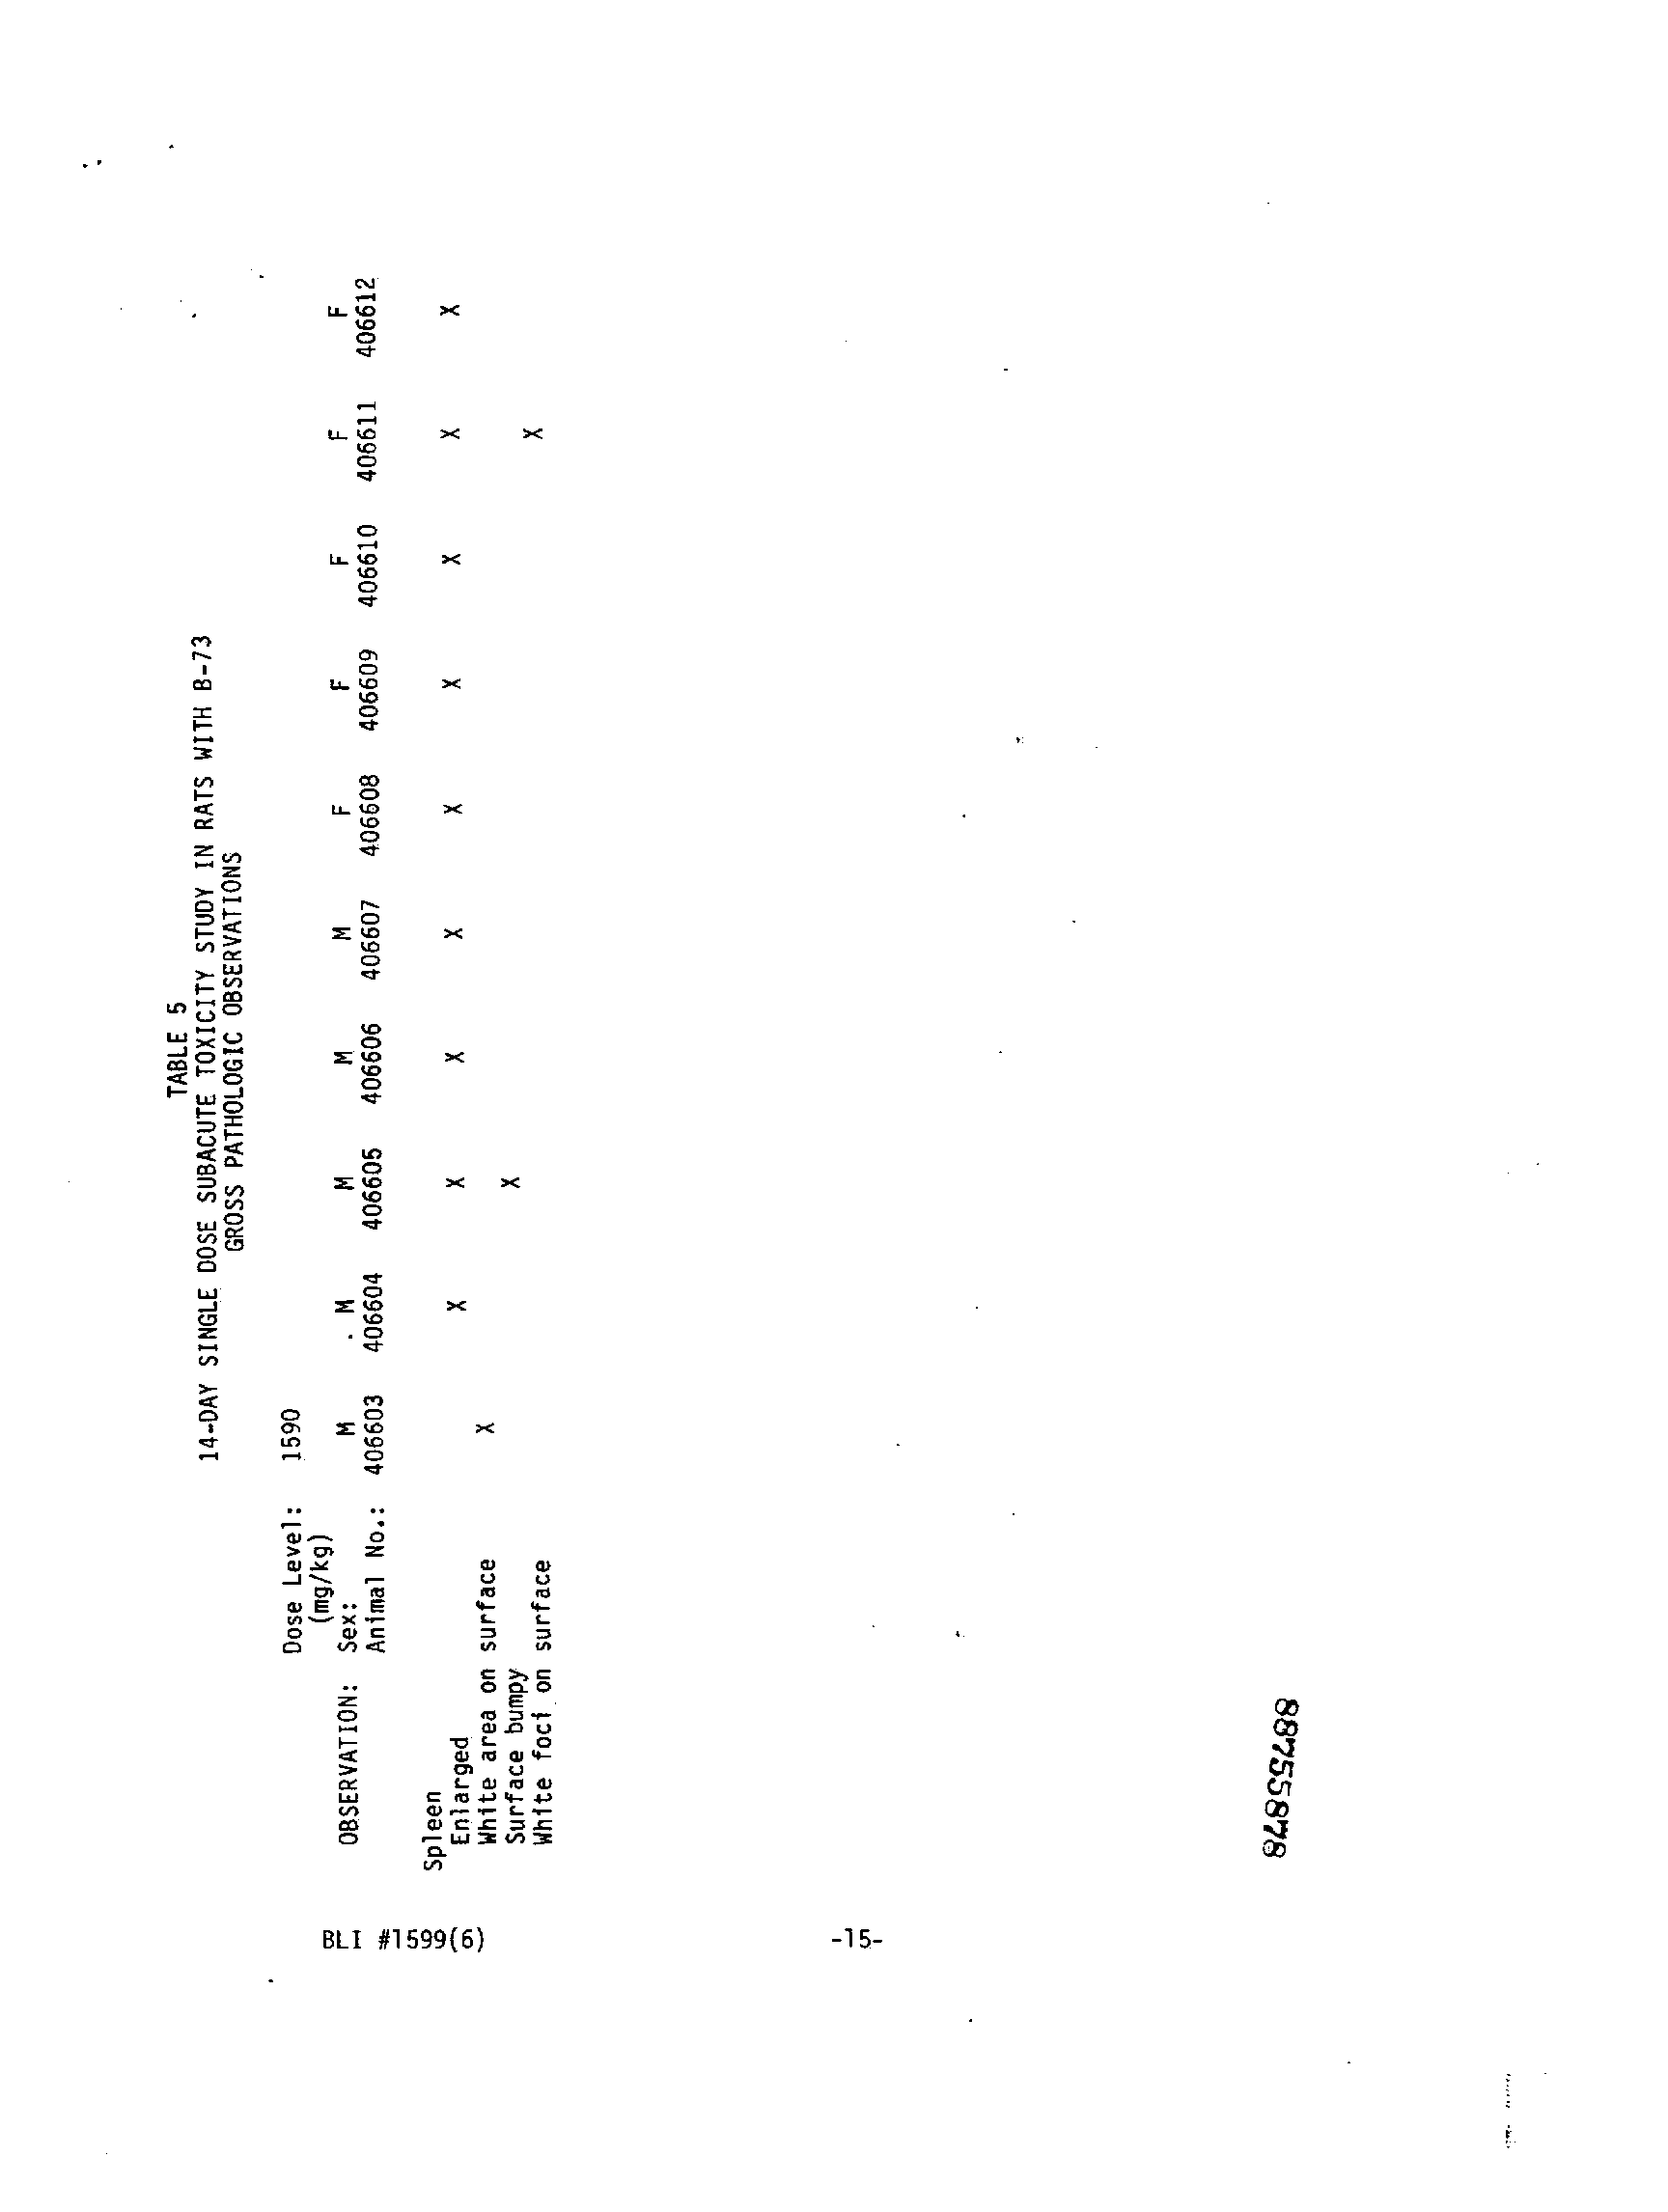 TABLE 5
14-DAY SINGLE DOSE SUBACUTE TOXICITY STUDY IN RATS WITH B-73
GROSS PATHOLOGIC OBSERVATIONS
Dose Level: 1590
(mg/kg)
OBSERVATION: Sex: M M M M M F F F F F
Animal No.: 406603 406604 406605 406606 406607 406608 406609 406610 406611 406612
Spleen
Enlarged X X X X X X X X X
White area on surface X
Surface bumpy X
White foci on surface X
BLI #1599(6) -15-
88755878